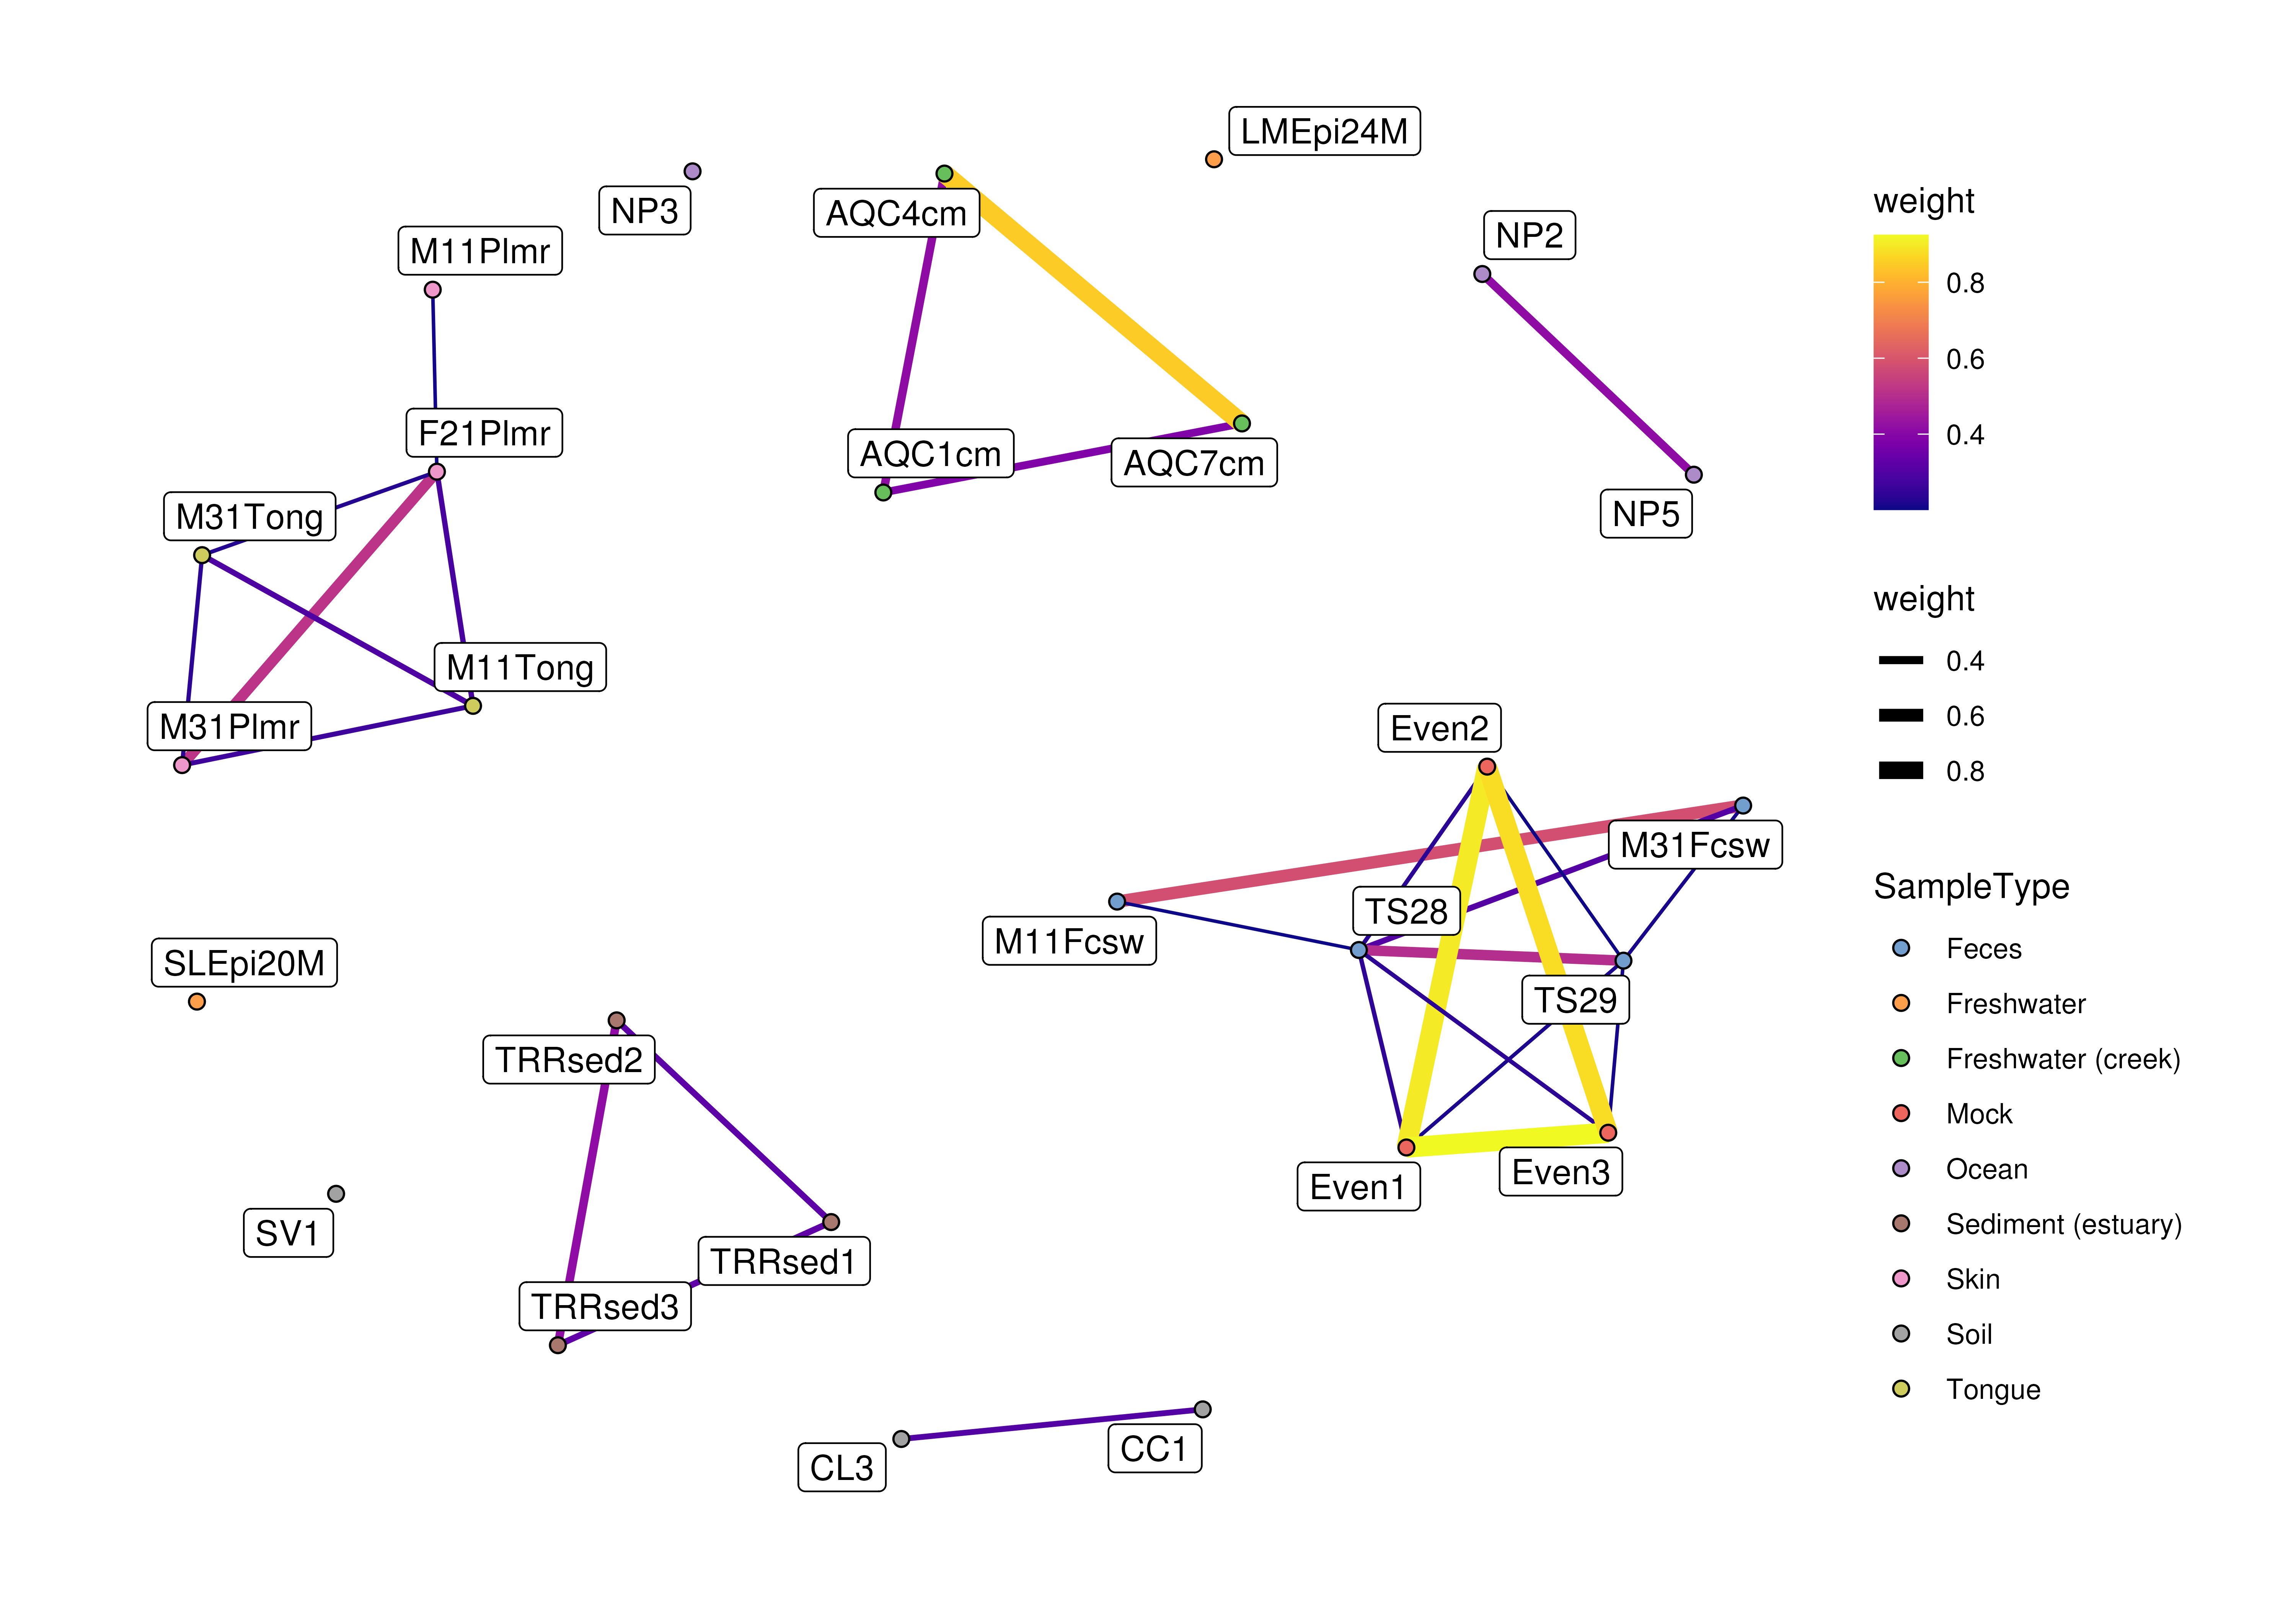 LMEpi24M
NP3
AQC4cm
NP2
M11Plmr
F21Plmr
AQC1cm
AQC7cm
M31Tong
NP5
M11Tong
M31Plmr
Even2
M31Fcsw
TS28
M11Fcsw
SLEpi20M
TS29
TRRsed2
Even3
Even1
SV1
TRRsed1
TRRsed3
CC1
CL3
weight
0.8
0.6
0.4
weight
0.4
0.6
0.8
SampleType
Feces
Freshwater
Freshwater (creek)
Mock
Ocean
Sediment (estuary)
Skin
Soil
Tongue